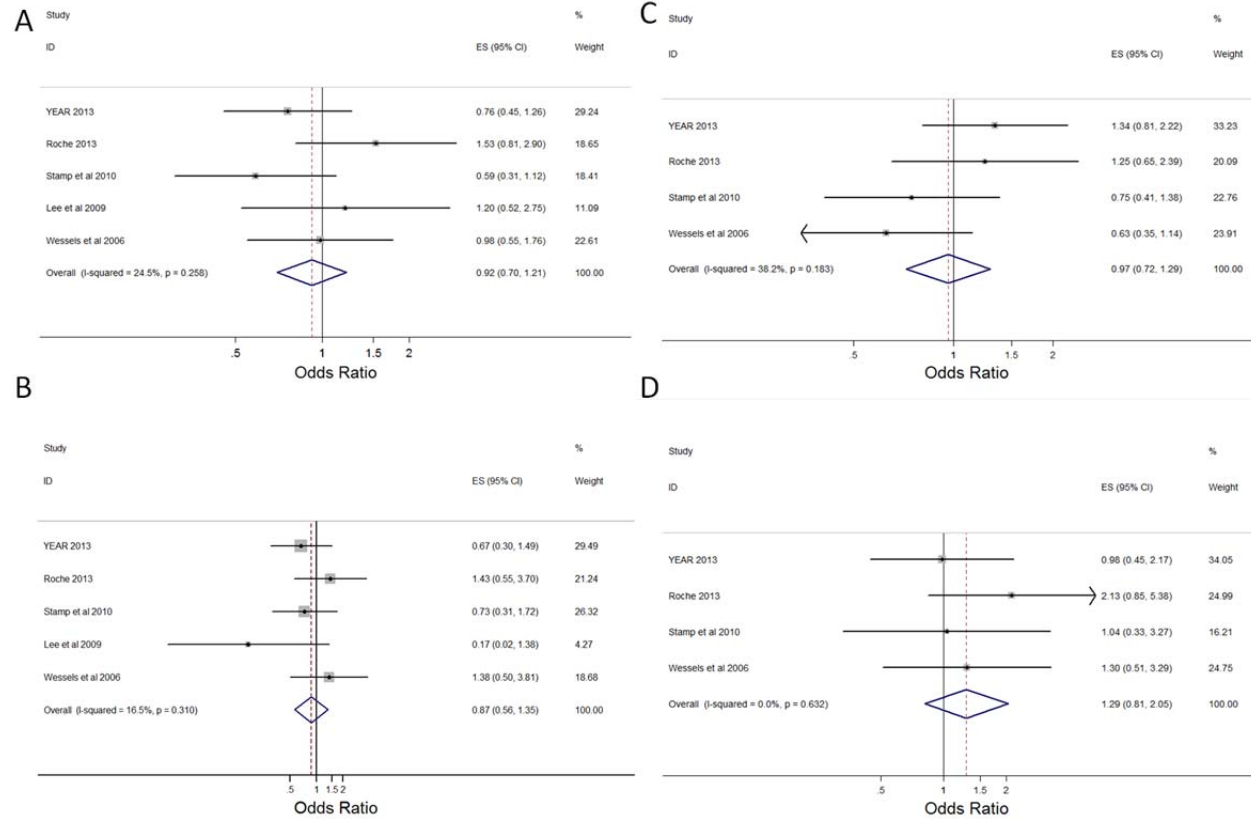 A
Study %
ID ES (95% CI) Weight
YEAR 2013 0.76 (0.45, 1.26) 29.24
Roche 2013 1.53 (0.81, 2.90) 18.65
Stamp et al 2010 0.59 (0.31, 1.12) 18.41
Lee et al 2009 1.20 (0.52, 2.75) 11.09
Wessels et al 2006 0.98 (0.55, 1.76) 22.61
Overall (I-squared = 24.5%, p = 0.258) 0.92 (0.70, 1.21) 100.00
.5 1 1.5 2
Odds Ratio
B
Study %
ID ES (95% CI) Weight
YEAR 2013 0.67 (0.30, 1.49) 29.49
Roche 2013 1.43 (0.55, 3.70) 21.24
Stamp et al 2010 0.73 (0.31, 1.72) 26.32
Lee et al 2009 0.17 (0.02, 1.38) 4.27
Wessels et al 2006 1.38 (0.50, 3.81) 18.68
Overall (I-squared = 16.5%, p = 0.310) 0.87 (0.56, 1.35) 100.00
.5 1 1.5 2
Odds Ratio
C
Study %
ID ES (95% CI) Weight
YEAR 2013 1.34 (0.81, 2.22) 33.23
Roche 2013 1.25 (0.65, 2.39) 20.09
Stamp et al 2010 0.75 (0.41, 1.38) 22.76
Wessels et al 2006 0.63 (0.35, 1.14) 23.91
Overall (I-squared = 38.2%, p = 0.183) 0.97 (0.72, 1.29) 100.00
.5 1 1.5 2
Odds Ratio
D
Study %
ID ES (95% CI) Weight
YEAR 2013 0.98 (0.45, 2.17) 34.05
Roche 2013 2.13 (0.85, 5.38) 24.99
Stamp et al 2010 1.04 (0.33, 3.27) 16.21
Wessels et al 2006 1.30 (0.51, 3.29) 24.75
Overall (I-squared = 0.0%, p = 0.632) 1.29 (0.81, 2.05) 100.00
.5 1 1.5 2
Odds Ratio